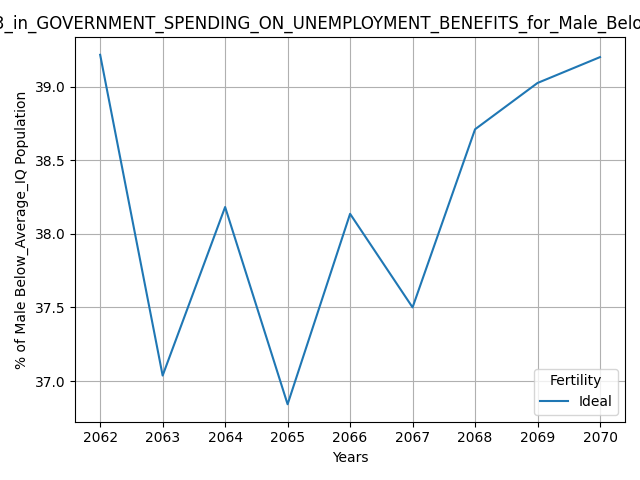 3_in_GOVERNMENT_SPENDING_ON_UNEMPLOYMENT_BENEFITS_for_Male_Belo
39.0
38.5
38.0
37.5
37.0
% of Male Below_Average_IQ Population
2062 2063 2064 2065 2066 2067 2068 2069 2070
Years
Fertility
Ideal